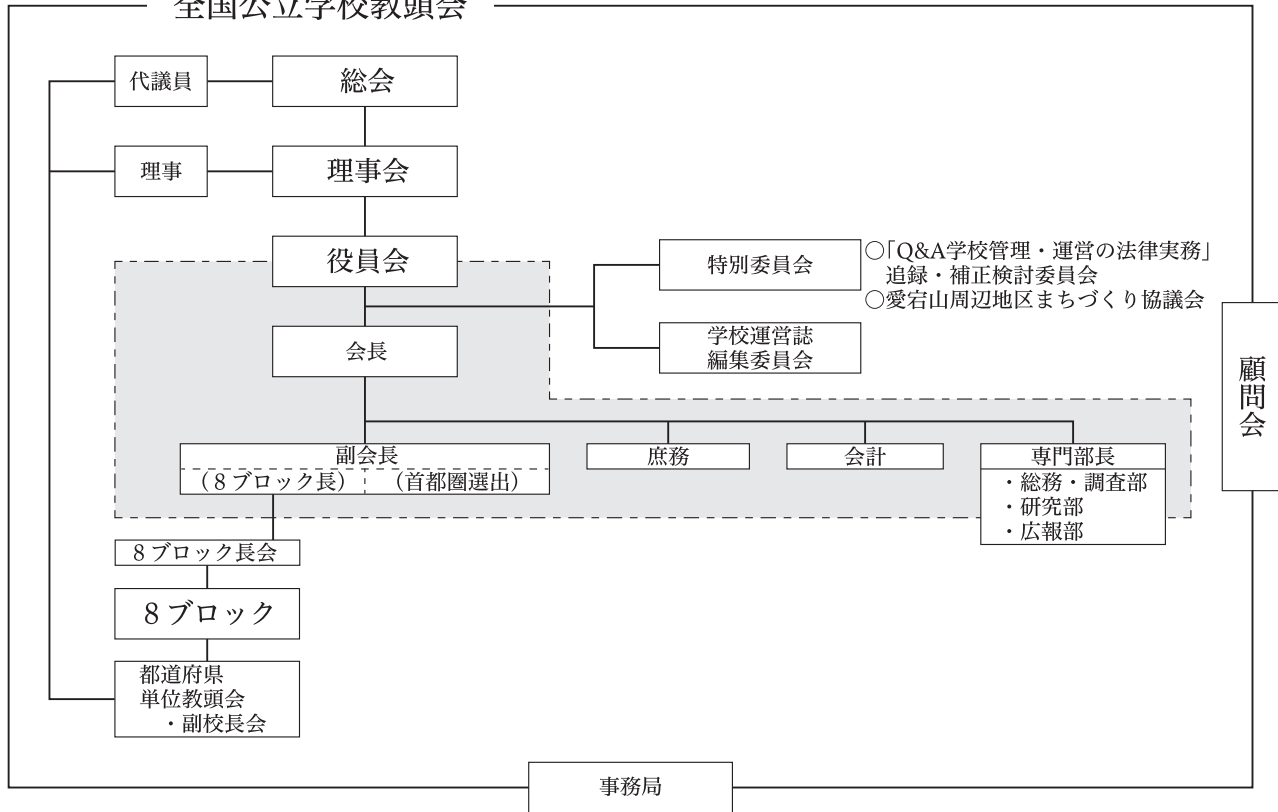 全国公立学校教頭会
代議員
総会
理事
理事会
役員会
特別委員会
○「Q&A学校管理・運営の法律実務」
追録・補正検討委員会
○愛宕山周辺地区まちづくり協議会
学校運営誌
編集委員会
会長
顧問会
副会長
（８ブロック長）
（首都圏選出）
庶務
会計
専門部長
・総務・調査部
・研究部
・広報部
８ブロック長会
８ブロック
都道府県
単位教頭会
・副校長会
事務局